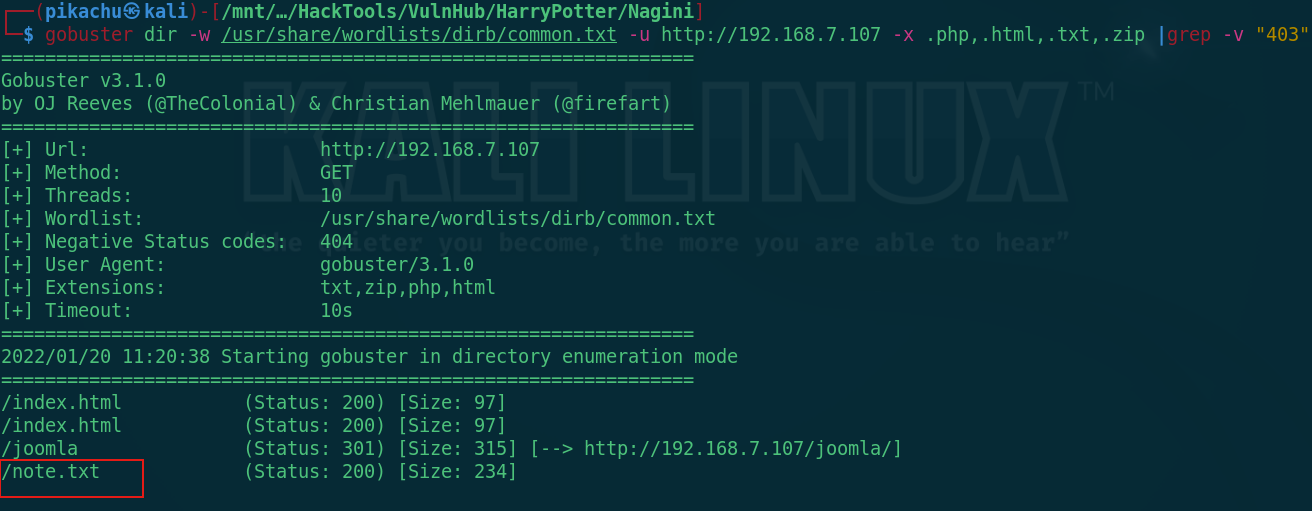 ┌──(pikachu㉿kali)-[/mnt/…/HackTools/VulnHub/HarryPotter/Nagini]
└─$ gobuster dir -w /usr/share/wordlists/dirb/common.txt -u http://192.168.7.107 -x .php,.html,.txt,.zip |grep -v "403"
===============================================================
Gobuster v3.1.0
by OJ Reeves (@TheColonial) & Christian Mehlmauer (@firefart)
===============================================================
[+] Url:                     http://192.168.7.107
[+] Method:                  GET
[+] Threads:                 10
[+] Wordlist:                /usr/share/wordlists/dirb/common.txt
[+] Negative Status codes:   404
[+] User Agent:              gobuster/3.1.0
[+] Extensions:              txt,zip,php,html
[+] Timeout:                 10s
===============================================================
2022/01/20 11:20:38 Starting gobuster in directory enumeration mode
===============================================================
/index.html           (Status: 200) [Size: 97]
/index.html           (Status: 200) [Size: 97]
/joomla               (Status: 301) [Size: 315] [--> http://192.168.7.107/joomla/]
/note.txt             (Status: 200) [Size: 234]
KALI LINUX™
"the quieter you become, the more you are able to hear"